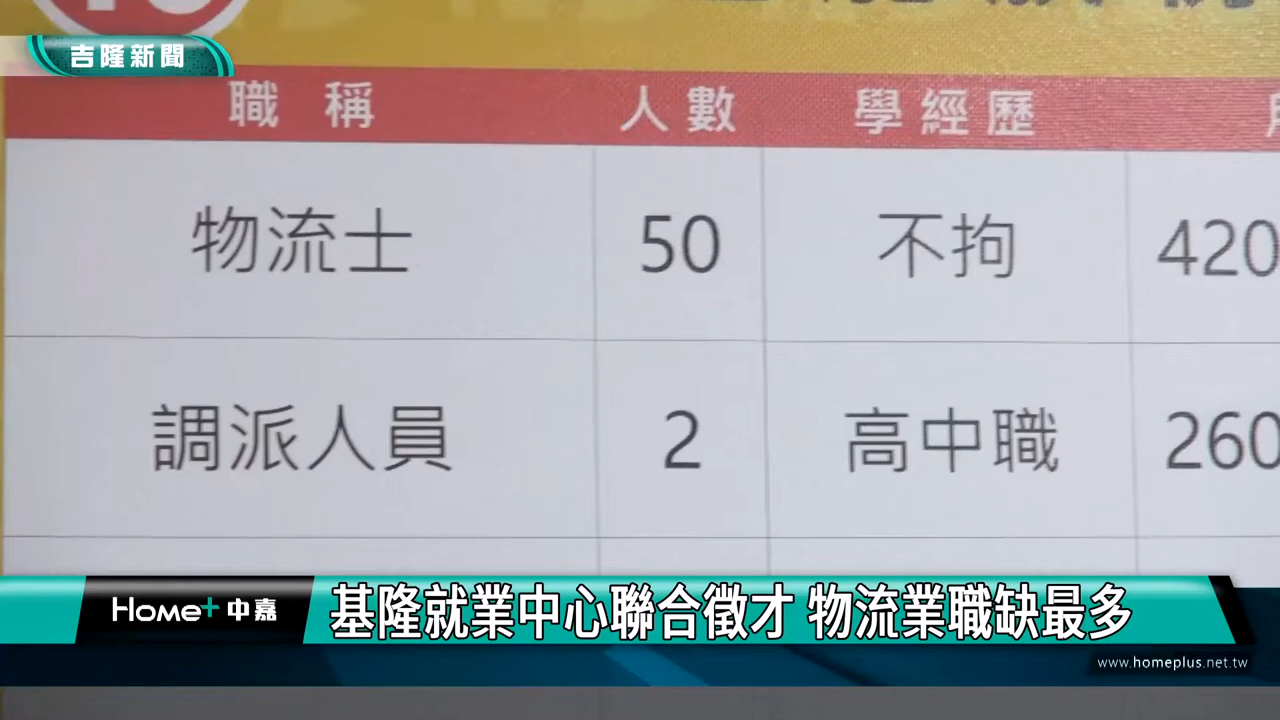 吉隆新聞
職稱 人數 學經歷
物流士 50 不拘 420
調派人員 2 高中職 260
Home+中嘉 基隆就業中心聯合徵才 物流業職缺最多
www.homeplus.net.tw